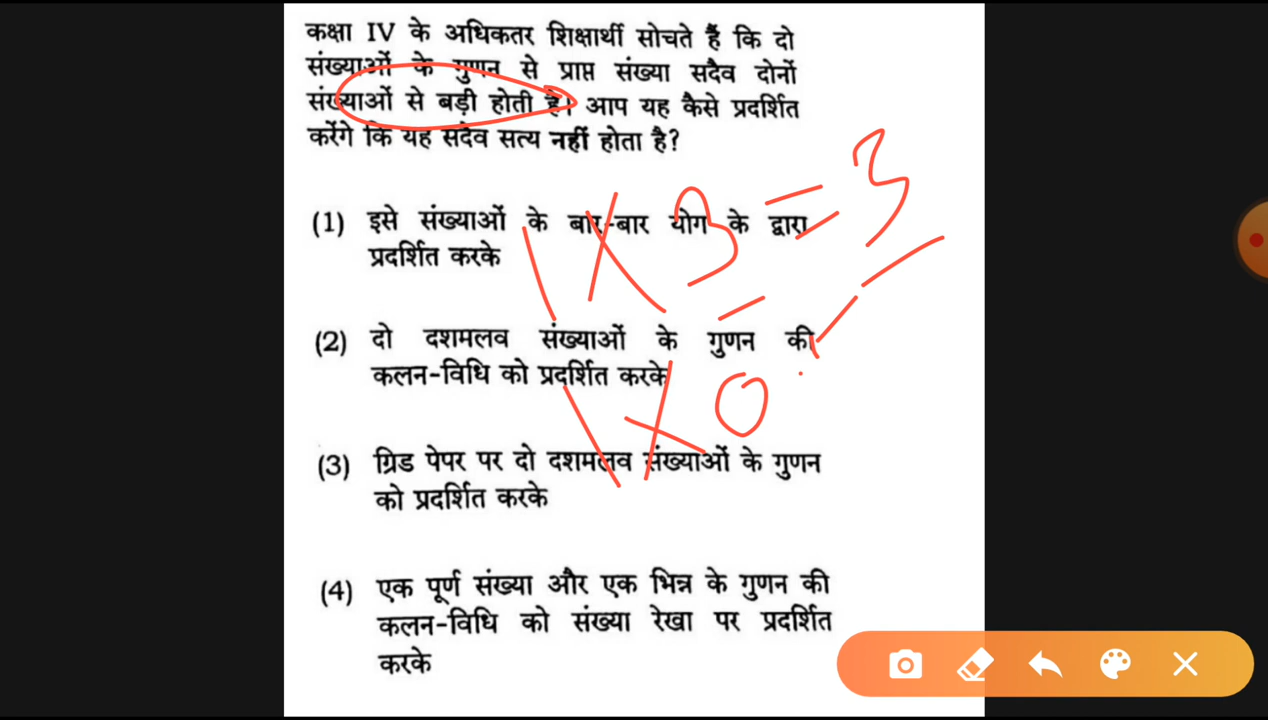 कक्षा IV के अधिकतर शिक्षार्थी सोचते हैं कि दो
संख्याओं के गुणन से प्राप्त संख्या सदैव दोनों
संख्याओं से बड़ी होती है। आप यह कैसे प्रदर्शित
करेंगे कि यह सदैव सत्य नहीं होता है?
(1) इसे संख्याओं के बार-बार योग के द्वारा
प्रदर्शित करके
1 X 3 = 3
(2) दो दशमलव संख्याओं के गुणन की
कलन-विधि को प्रदर्शित करके
1 X 0
(3) ग्रिड पेपर पर दो दशमलव संख्याओं के गुणन
को प्रदर्शित करके
(4) एक पूर्ण संख्या और एक भिन्न के गुणन की
कलन-विधि को संख्या रेखा पर प्रदर्शित
करके